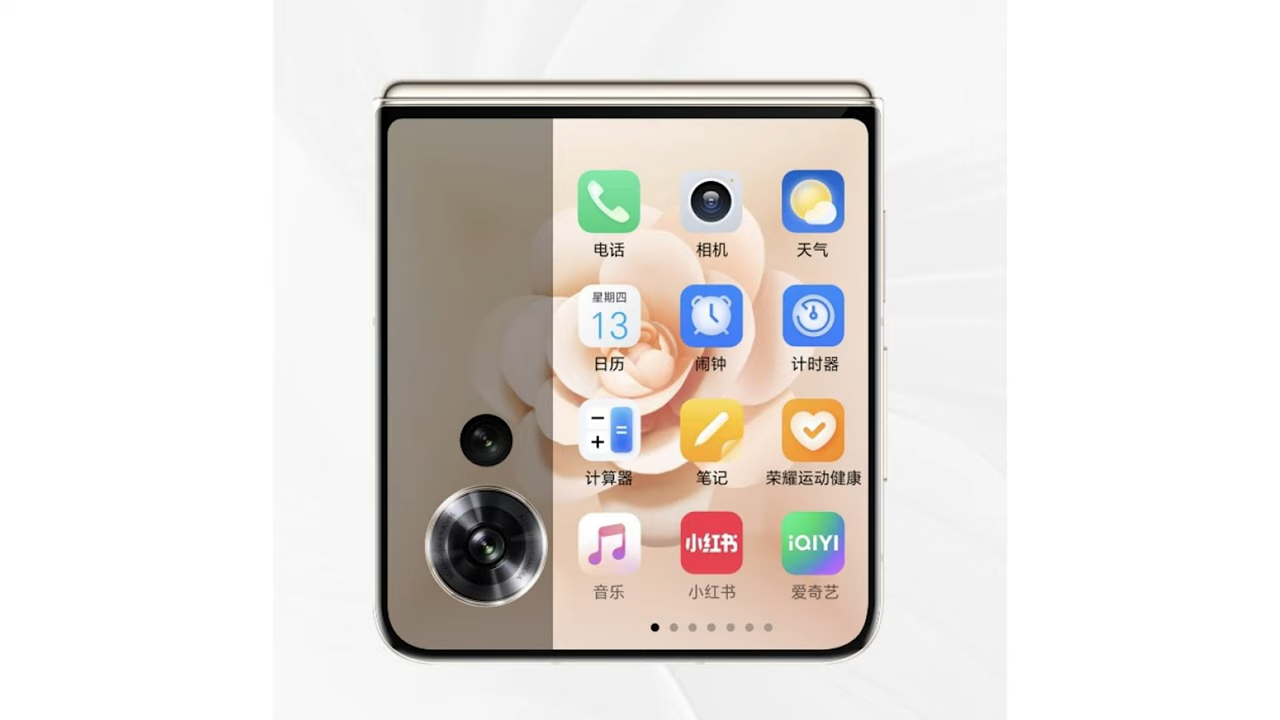 电话
相机
天气
星期四
13
日历
闹钟
计时器
计算器
笔记
荣耀运动健康
小红书
iQIYI
音乐
小红书
爱奇艺